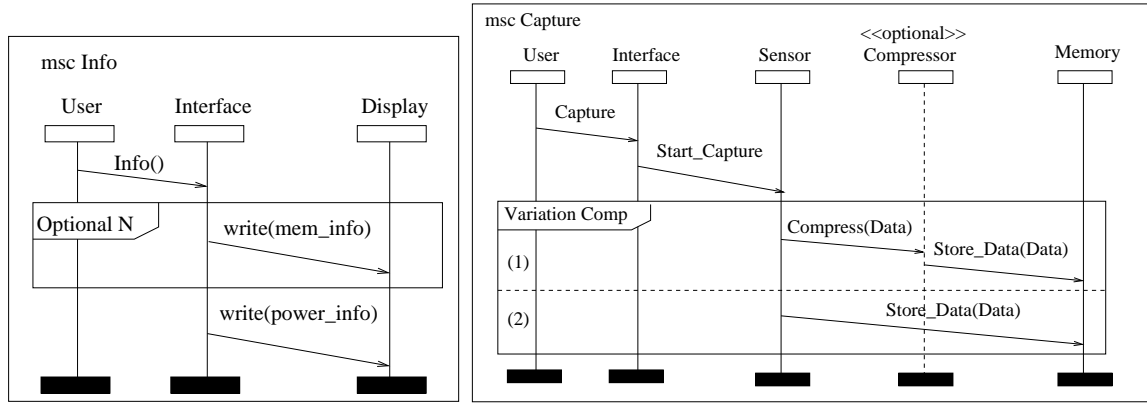 msc Info
User Interface Display
Info()
Optional N
write(mem_info)
write(power_info)
msc Capture
<<optional>>
User Interface Sensor Compressor Memory
Capture
Start_Capture
Variation Comp
Compress(Data)
(1)
Store_Data(Data)
(2)
Store_Data(Data)